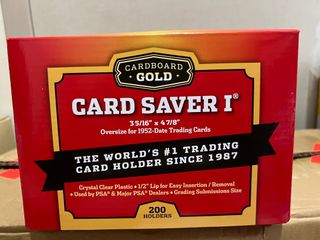 CARDBOARD
GOLD
CARD SAVER I®
3 5/16" x 4 7/8"
Oversize for 1952-Date Trading Cards
THE WORLD'S #1 TRADING
CARD HOLDER SINCE 1987
Crystal Clear Plastic • 1/2" Lip for Easy Insertion / Removal
• Used by PSA® & Major PSA® Dealers • Grading Submissions Size
200
HOLDERS